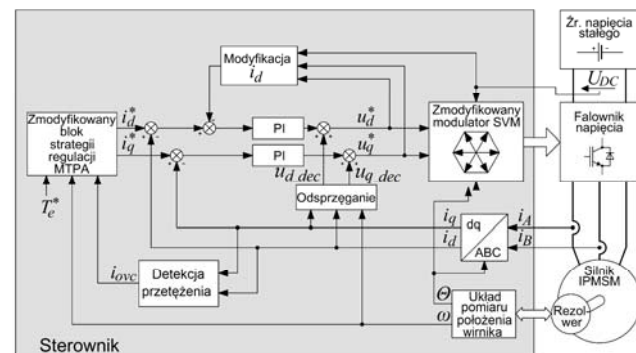 Modyfikacja
i_d
Źr. napięcia
stałego
U_DC
Zmodyfikowany
blok
strategii
regulacji
MTPA
i_d^*
i_q^*
PI
PI
u_d^*
u_q^*
u_d dec
u_q dec
Zmodyfikowany
modulator SVM
Falownik
napięcia
T_e^*
Odsprzęganie
i_q
i_d
dq
ABC
i_A
i_B
i_ovc
Detekcja
przetężenia
Θ
ω
Układ
pomiaru
położenia
wirnika
Silnik
IPMSM
Rezol-
wer
Sterownik